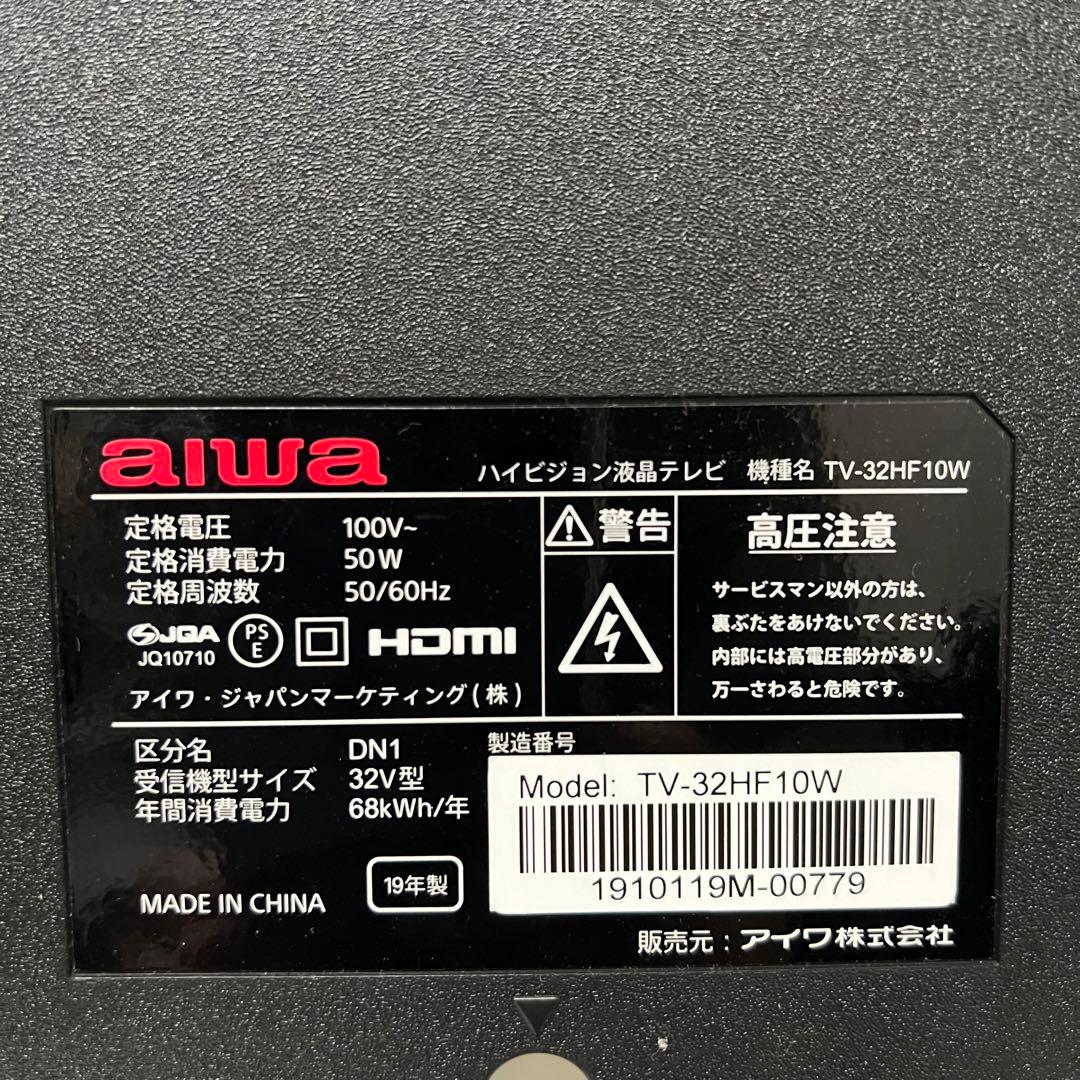 aiwa
ハイビジョン液晶テレビ 機種名 TV-32HF10W
定格電圧 100V~
定格消費電力 50W
定格周波数 50/60Hz
JQA
JQ10710
PS
E
HDMI
アイワ・ジャパンマーケティング(株)
警告
高圧注意
サービスマン以外の方は、
裏ぶたをあけないでください。
内部には高電圧部分があり、
万一さわると危険です。
区分名 DN1
受信機型サイズ 32V型
年間消費電力 68kWh/年
MADE IN CHINA
19年製
製造番号
Model: TV-32HF10W
1910119M-00779
販売元:アイワ株式会社